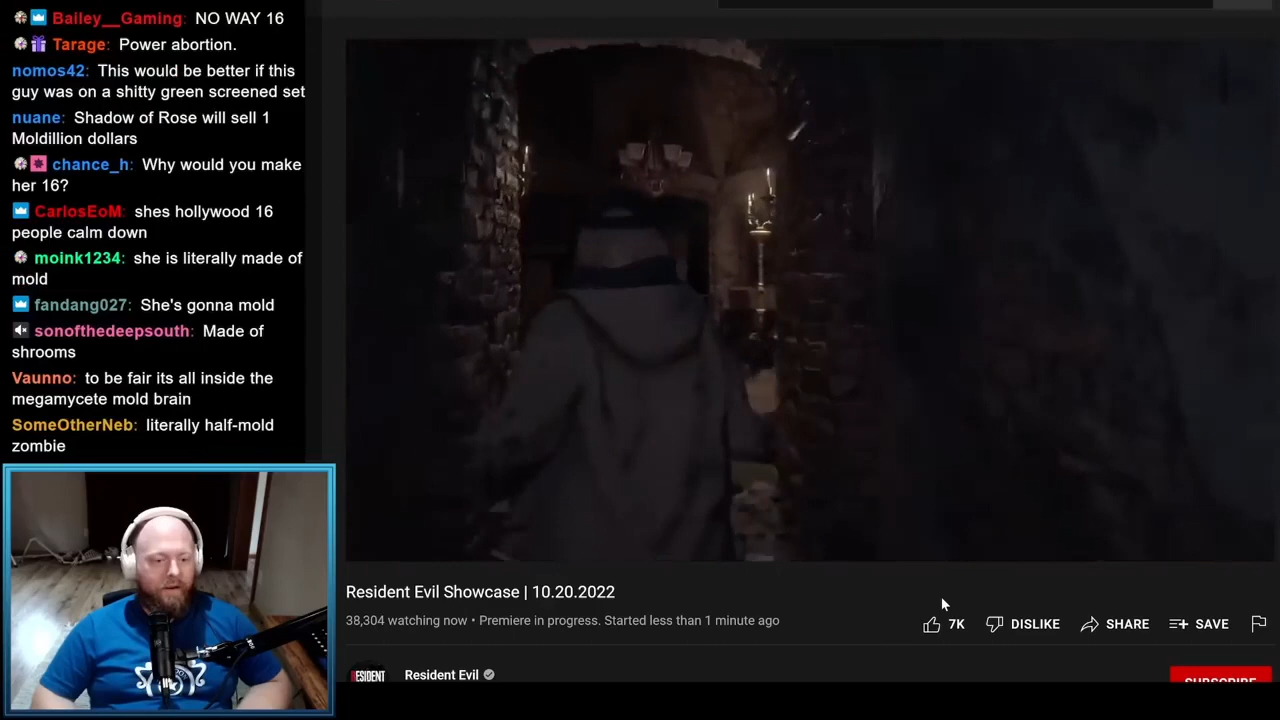 Bailey__Gaming: NO WAY 16
Tarage: Power abortion.
nomos42: This would be better if this
guy was on a shitty green screened set
nuane: Shadow of Rose will sell 1
Moldillion dollars
chance_h: Why would you make
her 16?
CarlosEoM: shes hollywood 16
people calm down
moink1234: she is literally made of
mold
fandang027: She's gonna mold
sonofthedeepsouth: Made of
shrooms
Vaunno: to be fair its all inside the
megamycete mold brain
SomeOtherNeb: literally half-mold
zombie
Resident Evil Showcase | 10.20.2022
38,304 watching now • Premiere in progress. Started less than 1 minute ago
7K DISLIKE SHARE SAVE
RESIDENT
Resident Evil
SUBSCRIBE